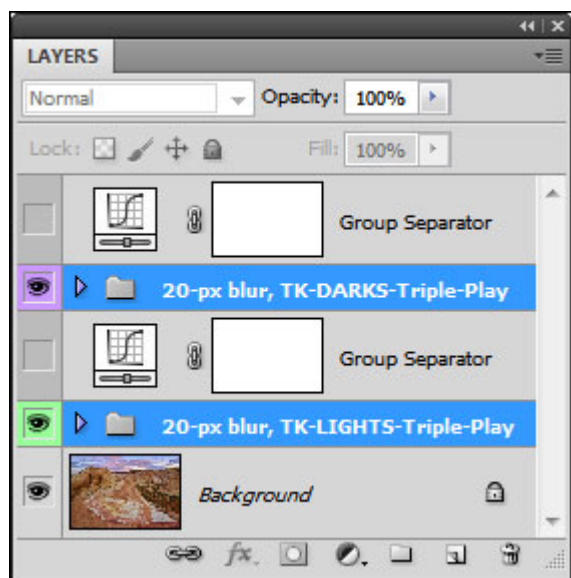 LAYERS
Normal Opacity: 100%
Lock: Fill: 100%
Group Separator
20-px blur, TK-DARKS-Triple-Play
Group Separator
20-px blur, TK-LIGHTS-Triple-Play
Background
fx.